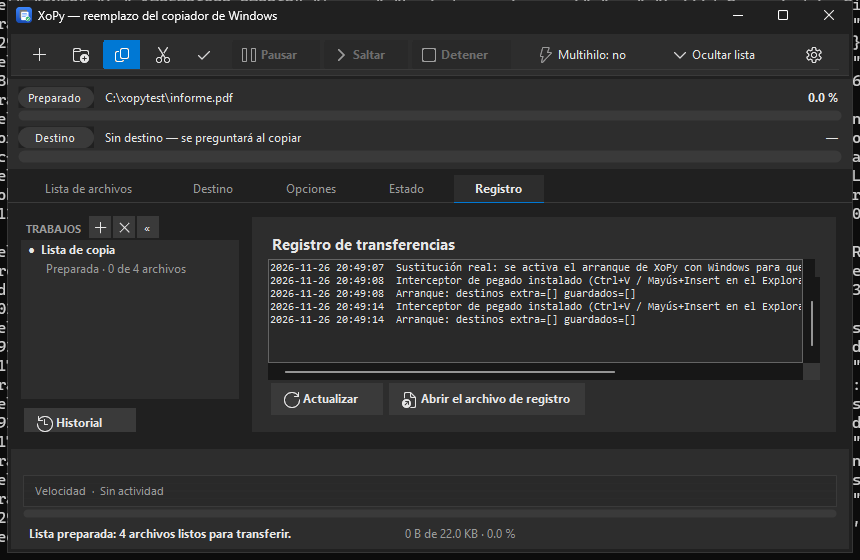 XoPy — reemplazo del copiador de Windows
Pausar
Saltar
Detener
Multihilo: no
Ocultar lista
Preparado
C:\xopytest\informe.pdf
0.0 %
Destino
Sin destino — se preguntará al copiar
—
Lista de archivos
Destino
Opciones
Estado
Registro
TRABAJOS
«
• Lista de copia
Preparada · 0 de 4 archivos
Historial
Registro de transferencias
2026-11-26 20:49:07 Sustitución real: se activa el arranque de XoPy con Windows para que
2026-11-26 20:49:08 Interceptor de pegado instalado (Ctrl+V / Mayús+Insert en el Explora
2026-11-26 20:49:08 Arranque: destinos extra=[] guardados=[]
2026-11-26 20:49:14 Interceptor de pegado instalado (Ctrl+V / Mayús+Insert en el Explora
2026-11-26 20:49:14 Arranque: destinos extra=[] guardados=[]
Actualizar
Abrir el archivo de registro
Velocidad · Sin actividad
Lista preparada: 4 archivos listos para transferir.
0 B de 22.0 KB · 0.0 %